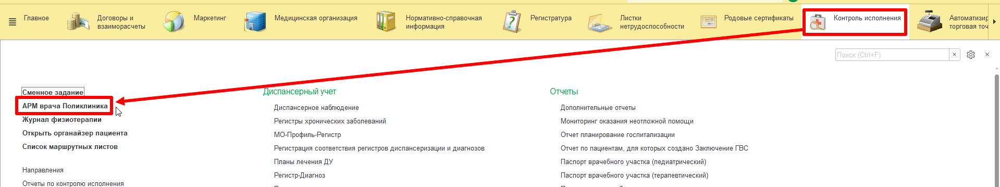 Главное
Договоры и
взаиморасчеты
Маркетинг
Медицинская организация
Нормативно-справочная
информация
Регистратура
Листки
нетрудоспособности
Родовые сертификаты
Контроль исполнения
Автоматизир
торговая точ
Поиск (Ctrl+F)
Сменное задание
АРМ врача Поликлиника
Журнал физиотерапии
Открыть органайзер пациента
Список маршрутных листов
Направления
Отчеты по контролю исполнения
Диспансерный учет
Диспансерное наблюдение
Регистры хронических заболеваний
МО-Профиль-Регистр
Регистрация соответствия регистров диспансеризации и диагнозов
Планы лечения ДУ
Регистр-Диагноз
Отчеты
Дополнительные отчеты
Мониторинг оказания неотложной помощи
Отчет планирование госпитализации
Отчет по пациентам, для которых создано Заключение ГВС
Паспорт врачебного участка (педиатрический)
Паспорт врачебного участка (терапевтический)